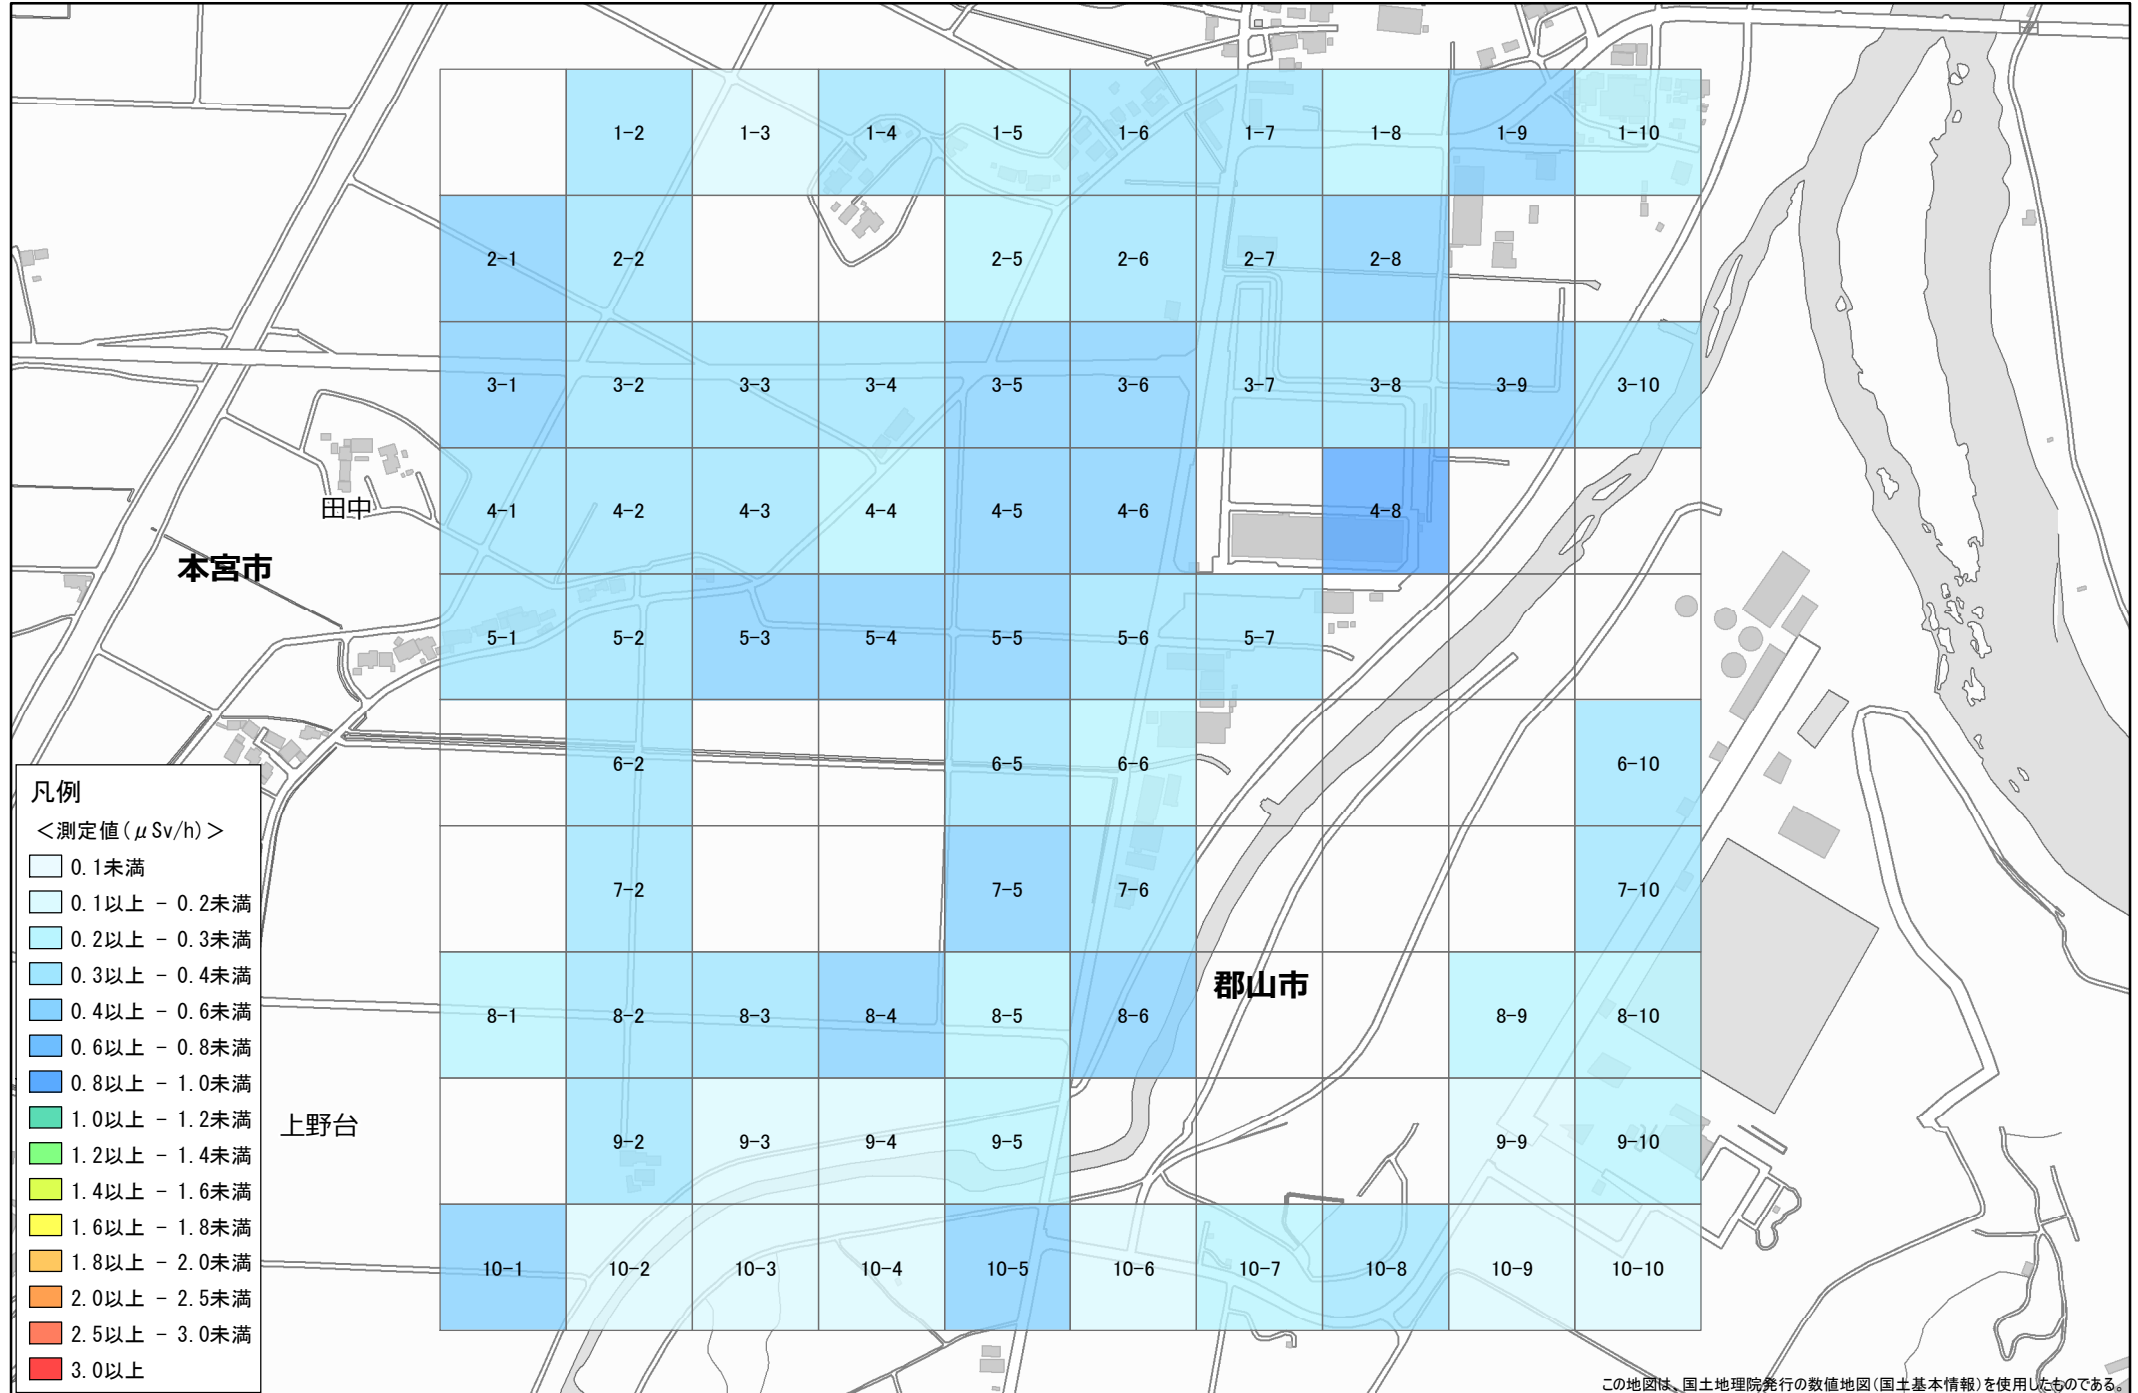 1-2 1-3 1-4 1-5 1-6 1-7 1-8 1-9 1-10
2-1 2-2 2-5 2-6 2-7 2-8
3-1 3-2 3-3 3-4 3-5 3-6 3-7 3-8 3-9 3-10
田中
4-1 4-2 4-3 4-4 4-5 4-6 4-8
本宮市
5-1 5-2 5-3 5-4 5-5 5-6 5-7
6-2 6-5 6-6 6-10
7-2 7-5 7-6 7-10
郡山市
8-1 8-2 8-3 8-4 8-5 8-6 8-9 8-10
上野台
9-2 9-3 9-4 9-5 9-9 9-10
10-1 10-2 10-3 10-4 10-5 10-6 10-7 10-8 10-9 10-10
凡例
＜測定値(μSv/h)＞
0.1未満
0.1以上 - 0.2未満
0.2以上 - 0.3未満
0.3以上 - 0.4未満
0.4以上 - 0.6未満
0.6以上 - 0.8未満
0.8以上 - 1.0未満
1.0以上 - 1.2未満
1.2以上 - 1.4未満
1.4以上 - 1.6未満
1.6以上 - 1.8未満
1.8以上 - 2.0未満
2.0以上 - 2.5未満
2.5以上 - 3.0未満
3.0以上
この地図は、国土地理院発行の数値地図(国土基本情報)を使用したものである。